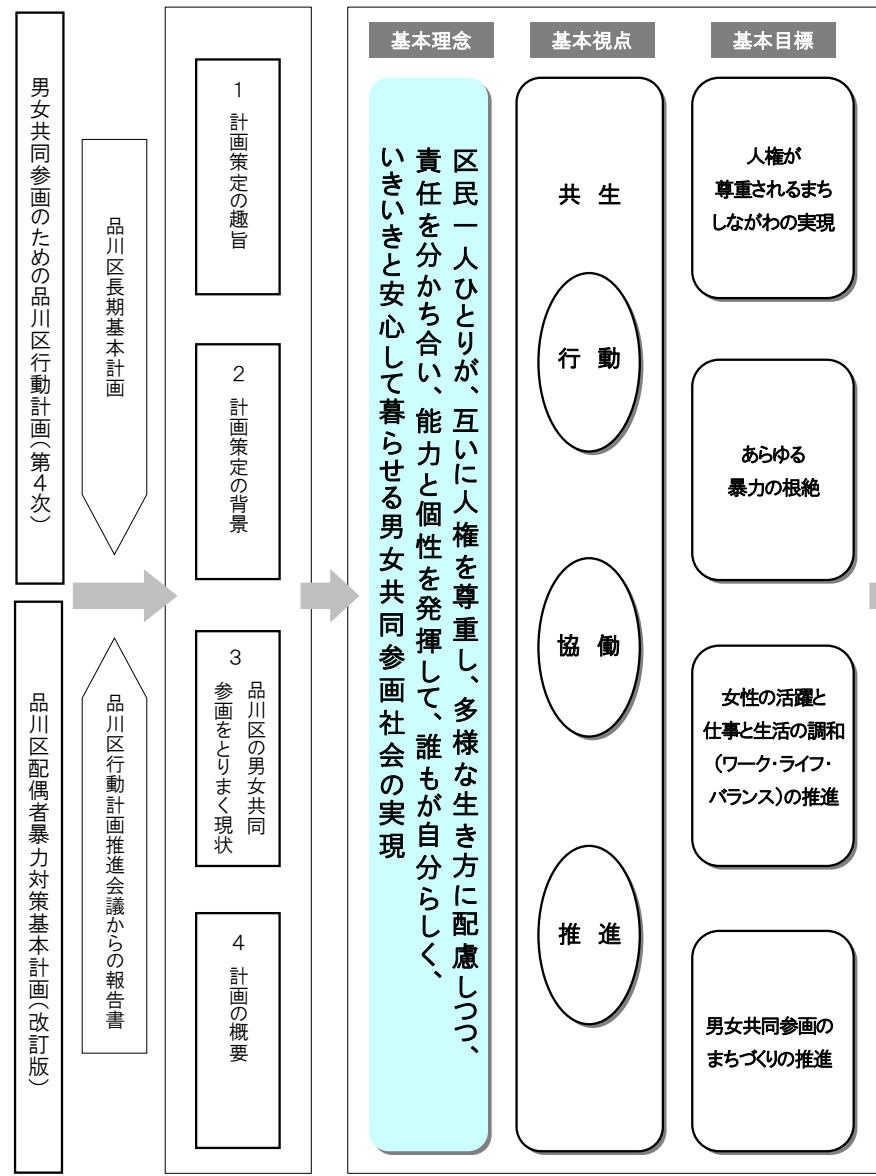 男女共同参画のための品川区行動計画（第４次）
品川区配偶者暴力対策基本計画（改訂版）
品川区長期基本計画
品川区行動計画推進会議からの報告書
1 計画策定の趣旨
2 計画策定の背景
3 品川区の男女共同
参画をとりまく現状
4 計画の概要
基本理念
区民一人ひとりが、互いに人権を尊重し、多様な生き方に配慮しつつ、
責任を分かち合い、能力と個性を発揮して、誰もが自分らしく、
いきいきと安心して暮らせる男女共同参画社会の実現
基本視点
共 生
行 動
協 働
推 進
基本目標
人権が
尊重されるまち
しながわの実現
あらゆる
暴力の根絶
女性の活躍と
仕事と生活の調和
（ワーク・ライフ・
バランス）の推進
男女共同参画の
まちづくりの推進